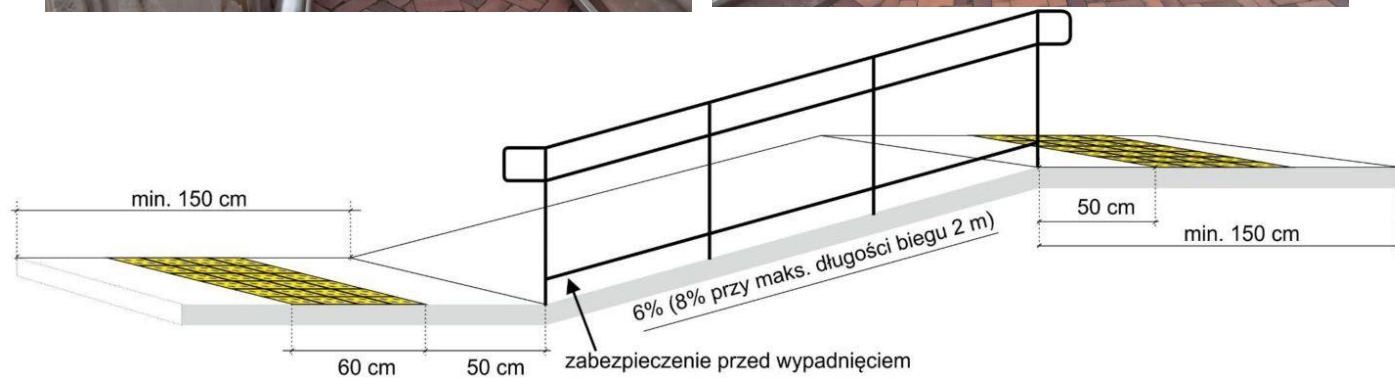 min. 150 cm
50 cm
min. 150 cm
6% (8% przy maks. długości biegu 2 m)
zabezpieczenie przed wypadnięciem
60 cm
50 cm